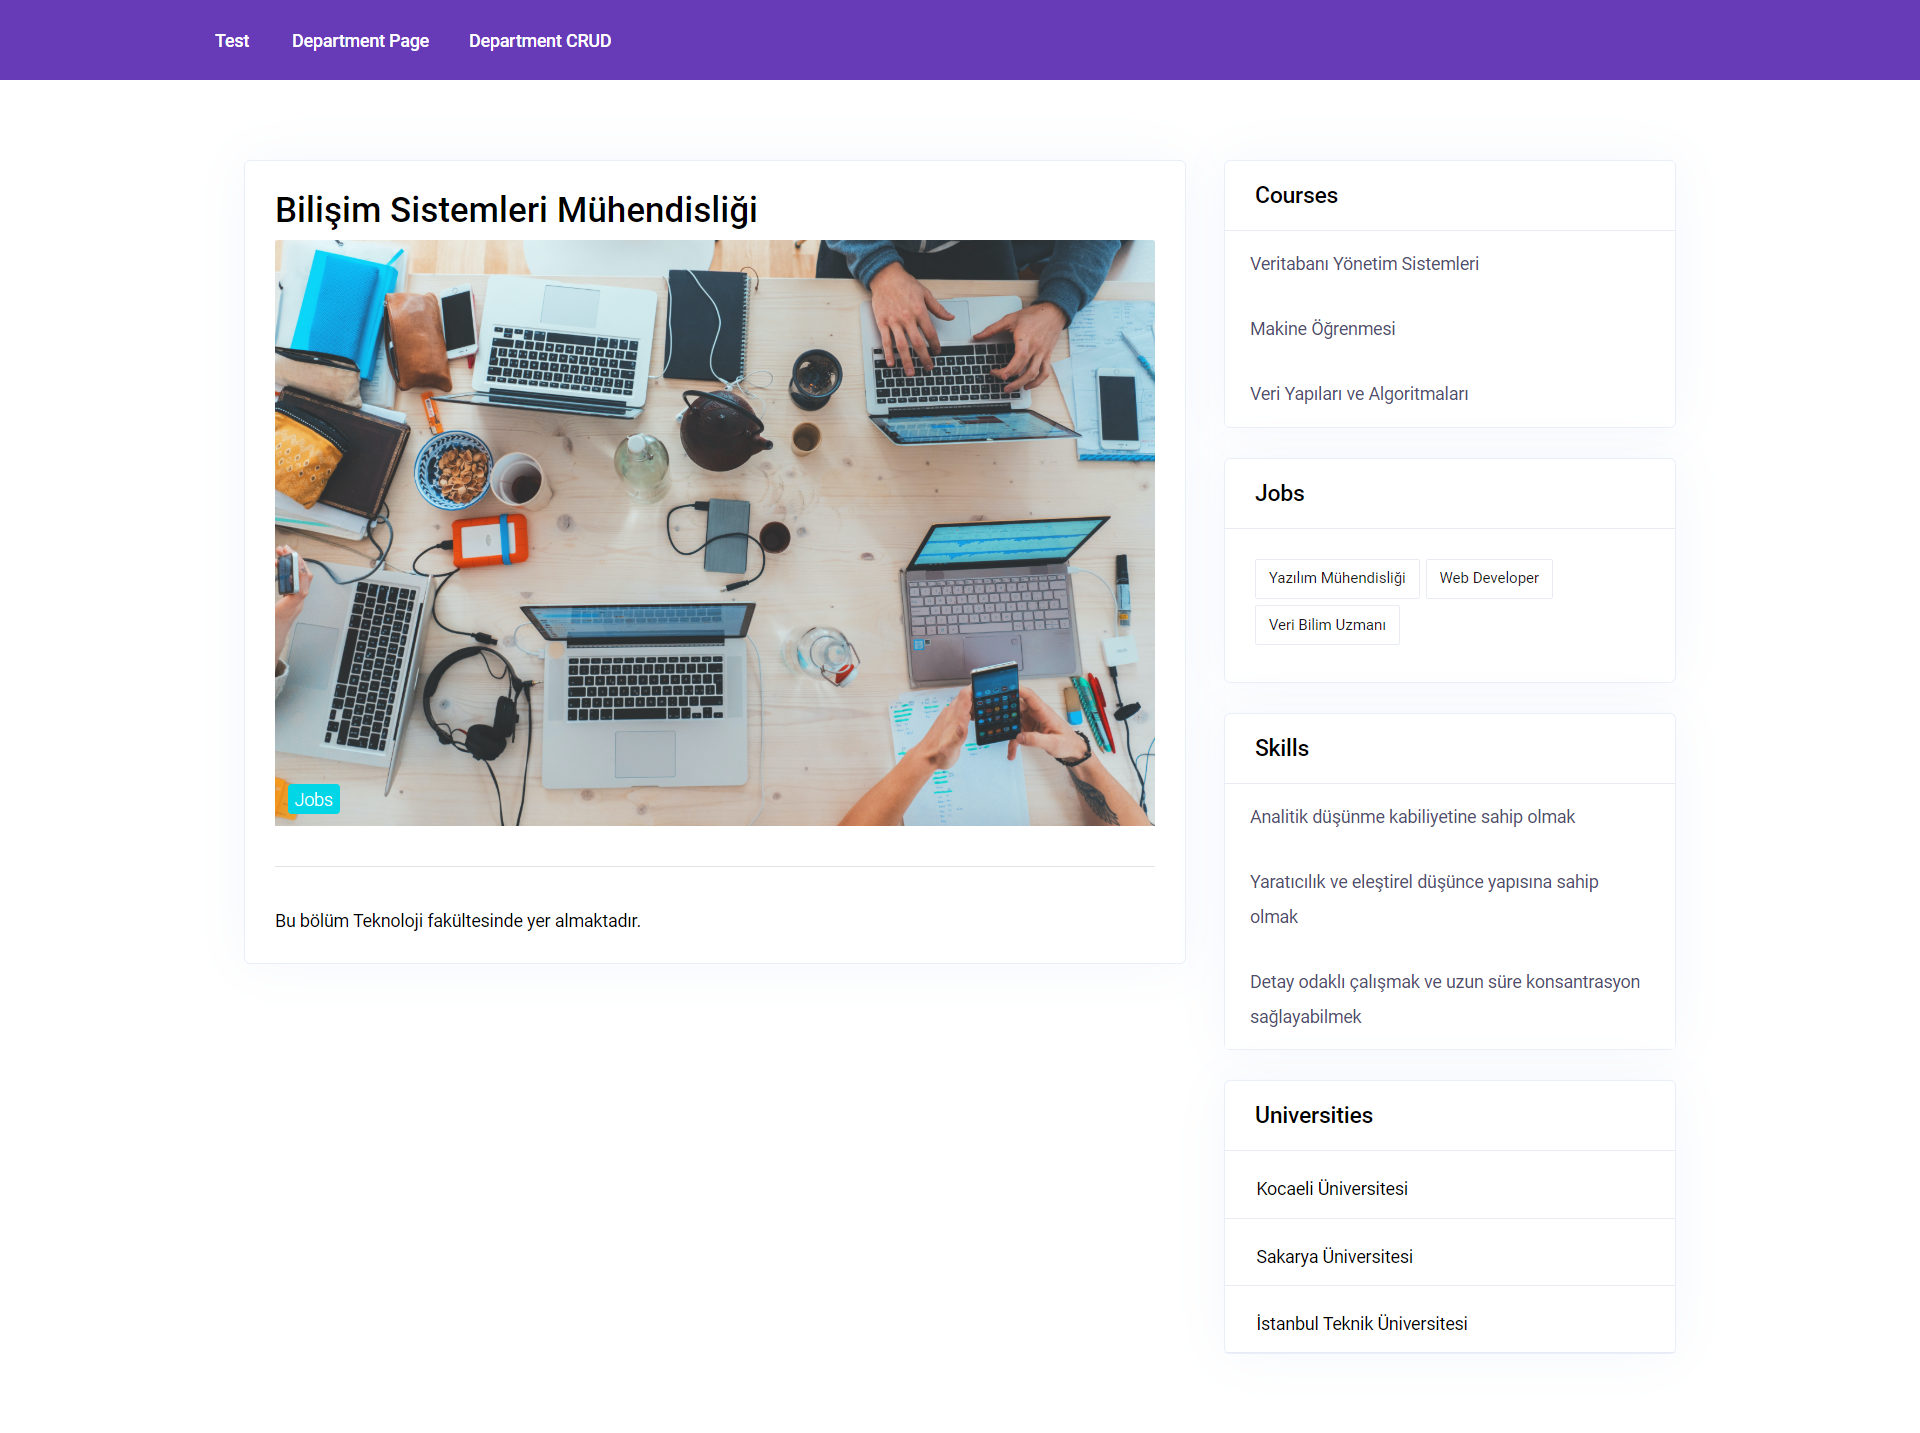 Test Department Page Department CRUD
Bilişim Sistemleri Mühendisliği
Jobs
Bu bölüm Teknoloji fakültesinde yer almaktadır.
Courses
Veritabanı Yönetim Sistemleri
Makine Öğrenmesi
Veri Yapıları ve Algoritmaları
Jobs
Yazılım Mühendisliği Web Developer
Veri Bilim Uzmanı
Skills
Analitik düşünme kabiliyetine sahip olmak
Yaratıcılık ve eleştirel düşünce yapısına sahip
olmak
Detay odaklı çalışmak ve uzun süre konsantrasyon
sağlayabilmek
Universities
Kocaeli Üniversitesi
Sakarya Üniversitesi
İstanbul Teknik Üniversitesi